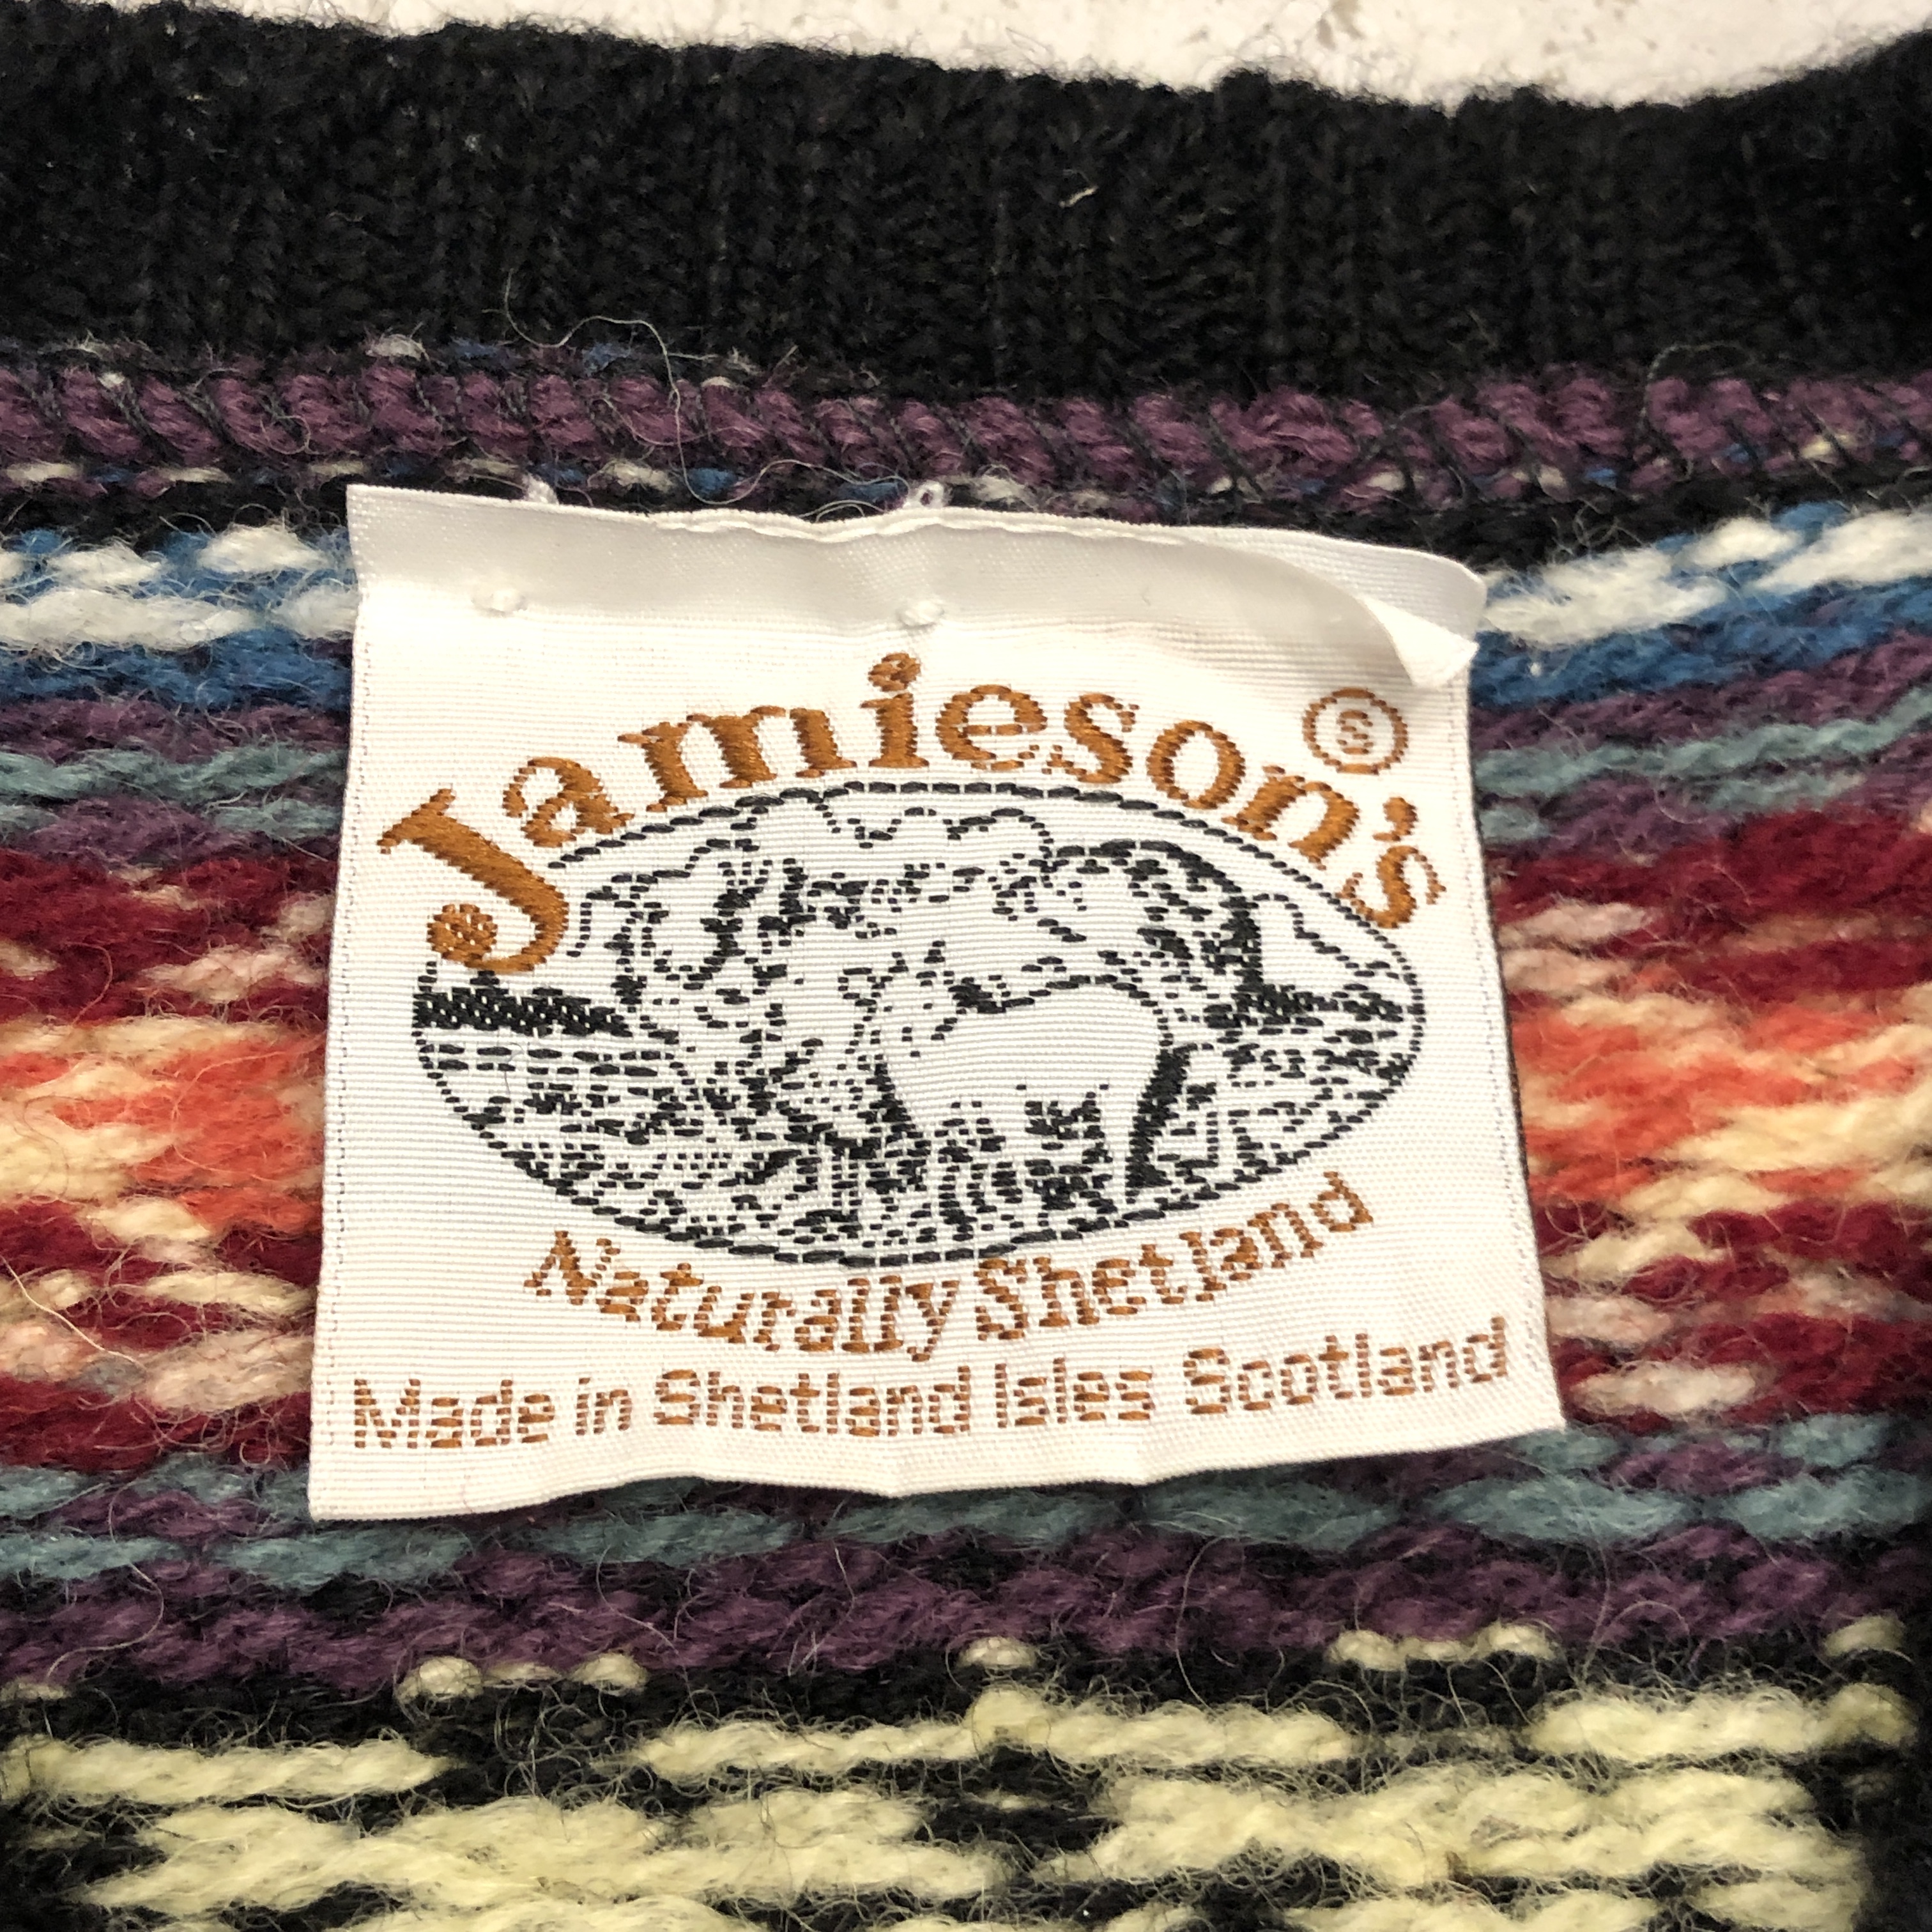 Jamieson's Ⓢ
Naturally Shetland
Made in Shetland Isles Scotland